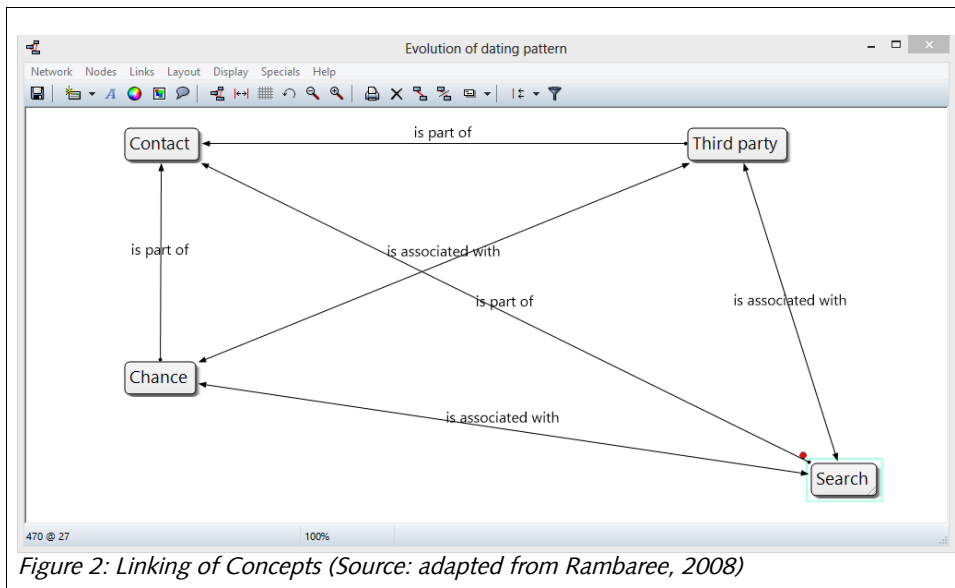 Evolution of dating pattern
Network Nodes Links Layout Display Specials Help
A
is part of
Contact
Third party
is part of
is associated with
is part of
is associated with
Chance
is associated with
Search
470 @ 27
100%
Figure 2: Linking of Concepts (Source: adapted from Rambaree, 2008)